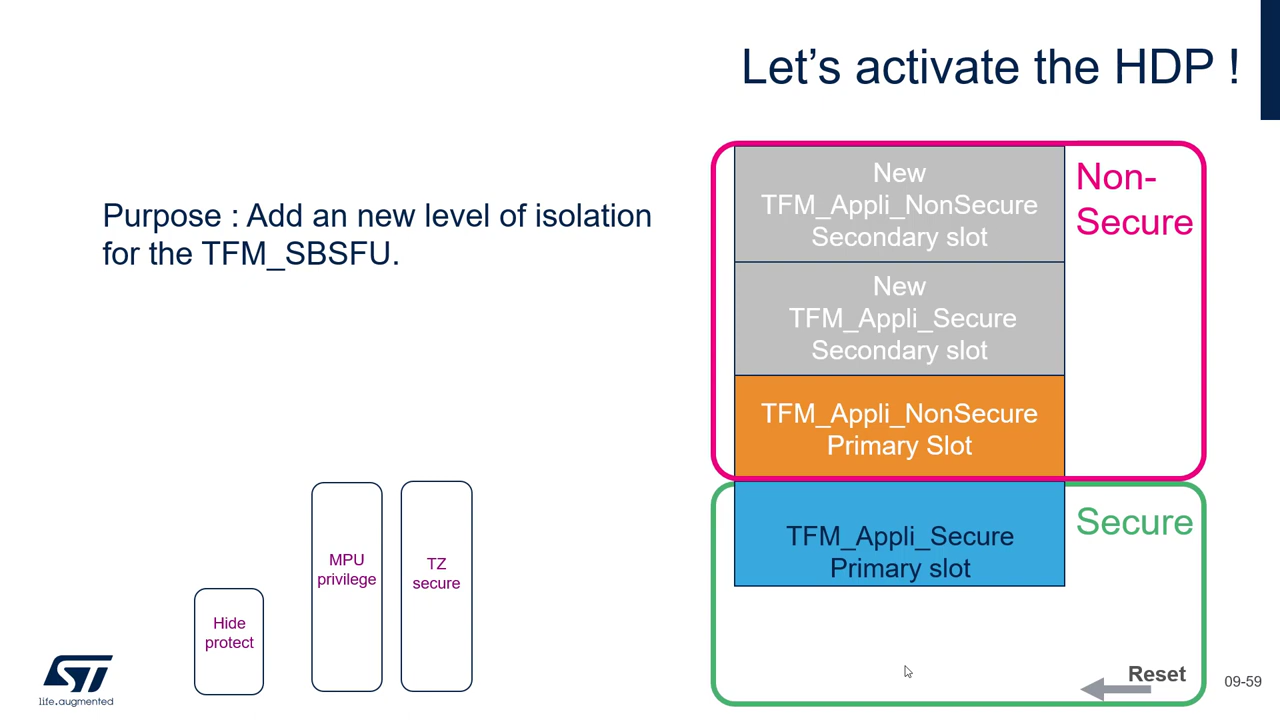 Let's activate the HDP !
Purpose : Add an new level of isolation
for the TFM_SBSFU.
New
TFM_Appli_NonSecure
Secondary slot
New
TFM_Appli_Secure
Secondary slot
TFM_Appli_NonSecure
Primary Slot
Non-
Secure
TFM_Appli_Secure
Primary slot
Secure
MPU
privilege
TZ
secure
Hide
protect
Reset
ST
life.augmented
09-59